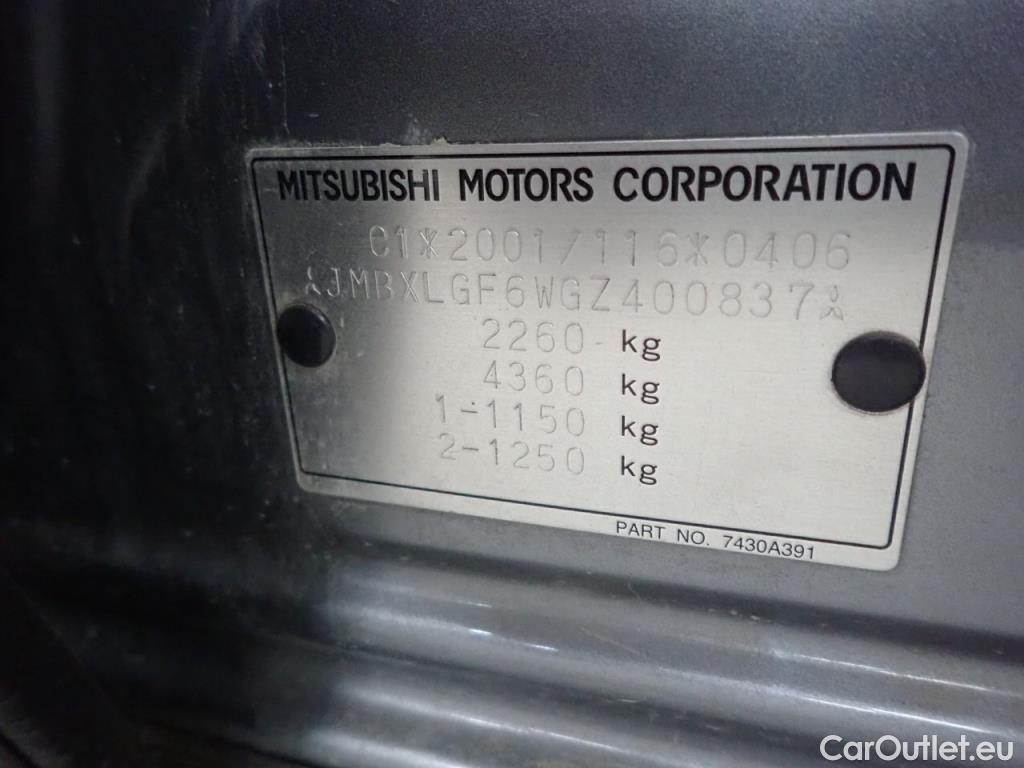 MITSUBISHI MOTORS CORPORATION
C1*2001/116*0406
JMBXLGF6WGZ400837
2260 kg
4360 kg
1-1150 kg
2-1250 kg
PART NO. 7430A391
CarOutlet.eu